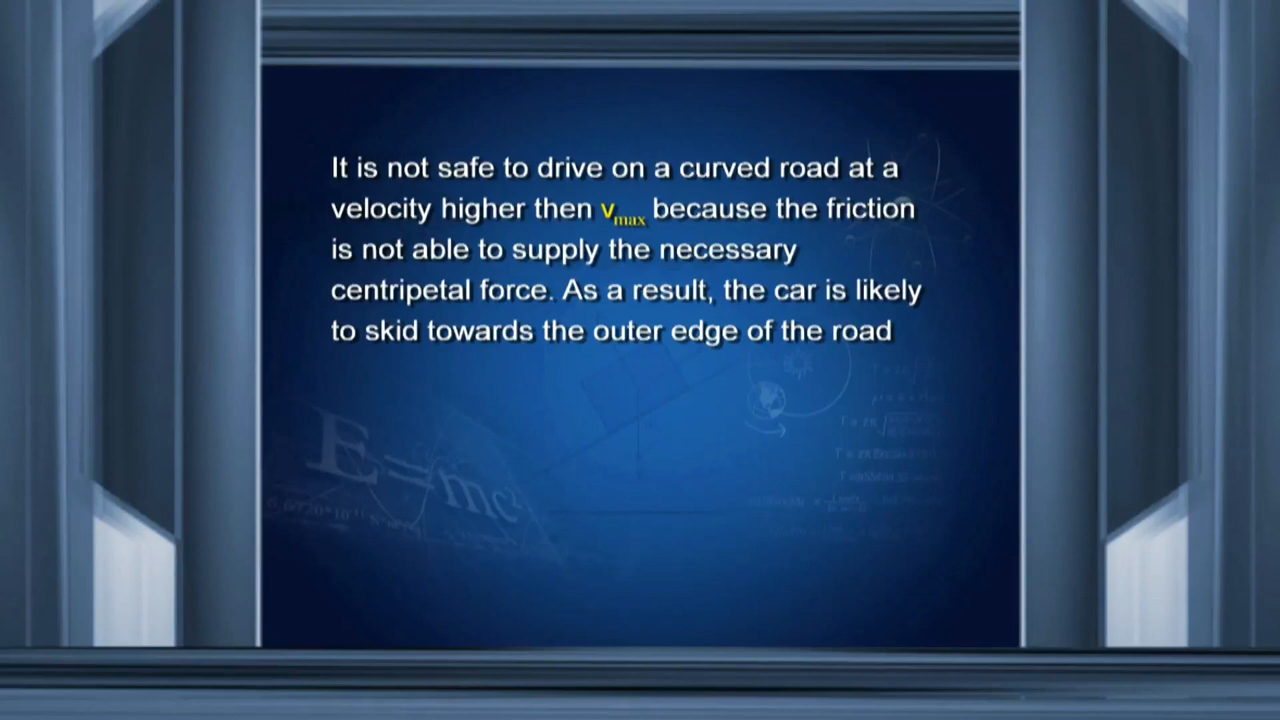 It is not safe to drive on a curved road at a
velocity higher then vmax because the friction
is not able to supply the necessary
centripetal force. As a result, the car is likely
to skid towards the outer edge of the road
E=mc²